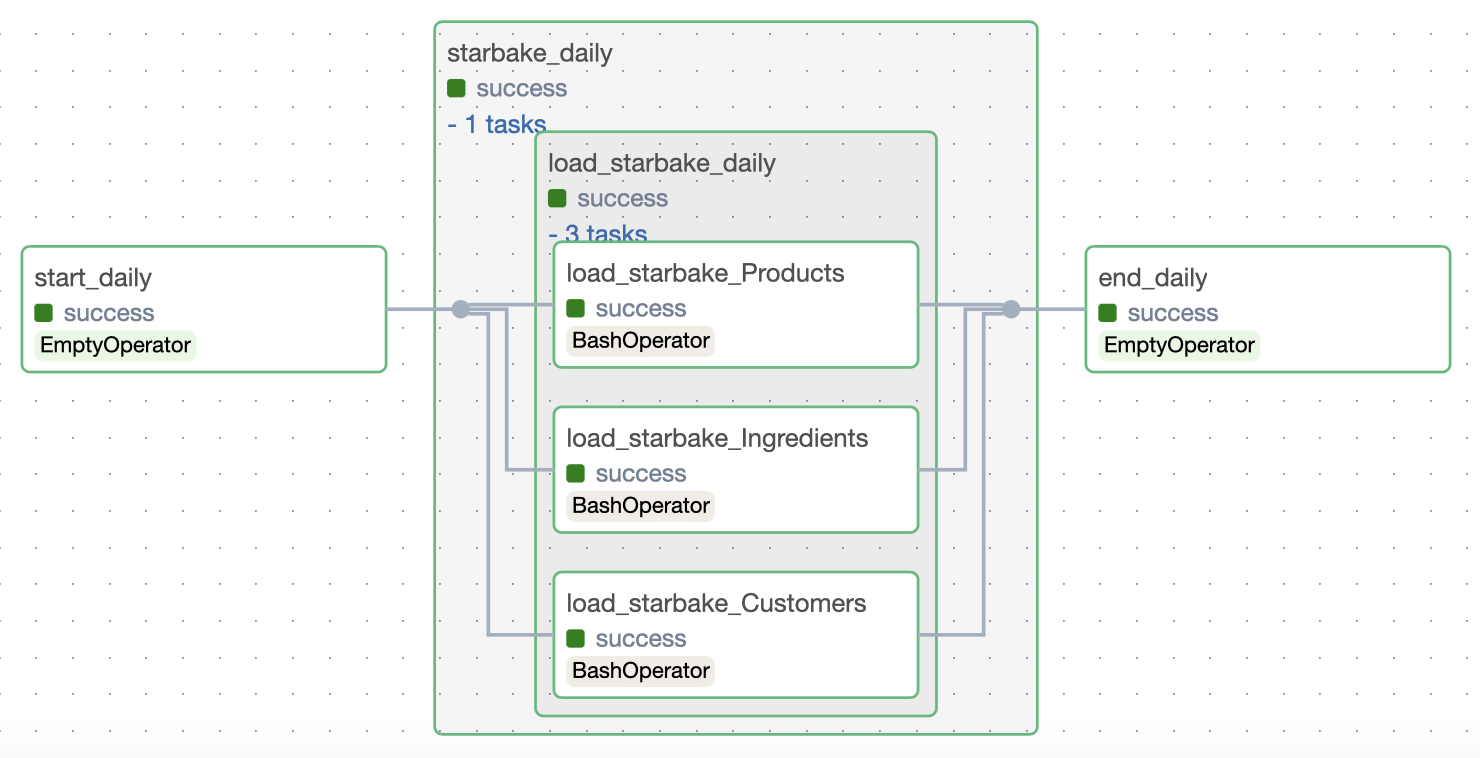 starbake_daily
success
- 1 tasks
load_starbake_daily
success
- 3 tasks
start_daily
success
EmptyOperator
load_starbake_Products
success
BashOperator
load_starbake_Ingredients
success
BashOperator
load_starbake_Customers
success
BashOperator
end_daily
success
EmptyOperator